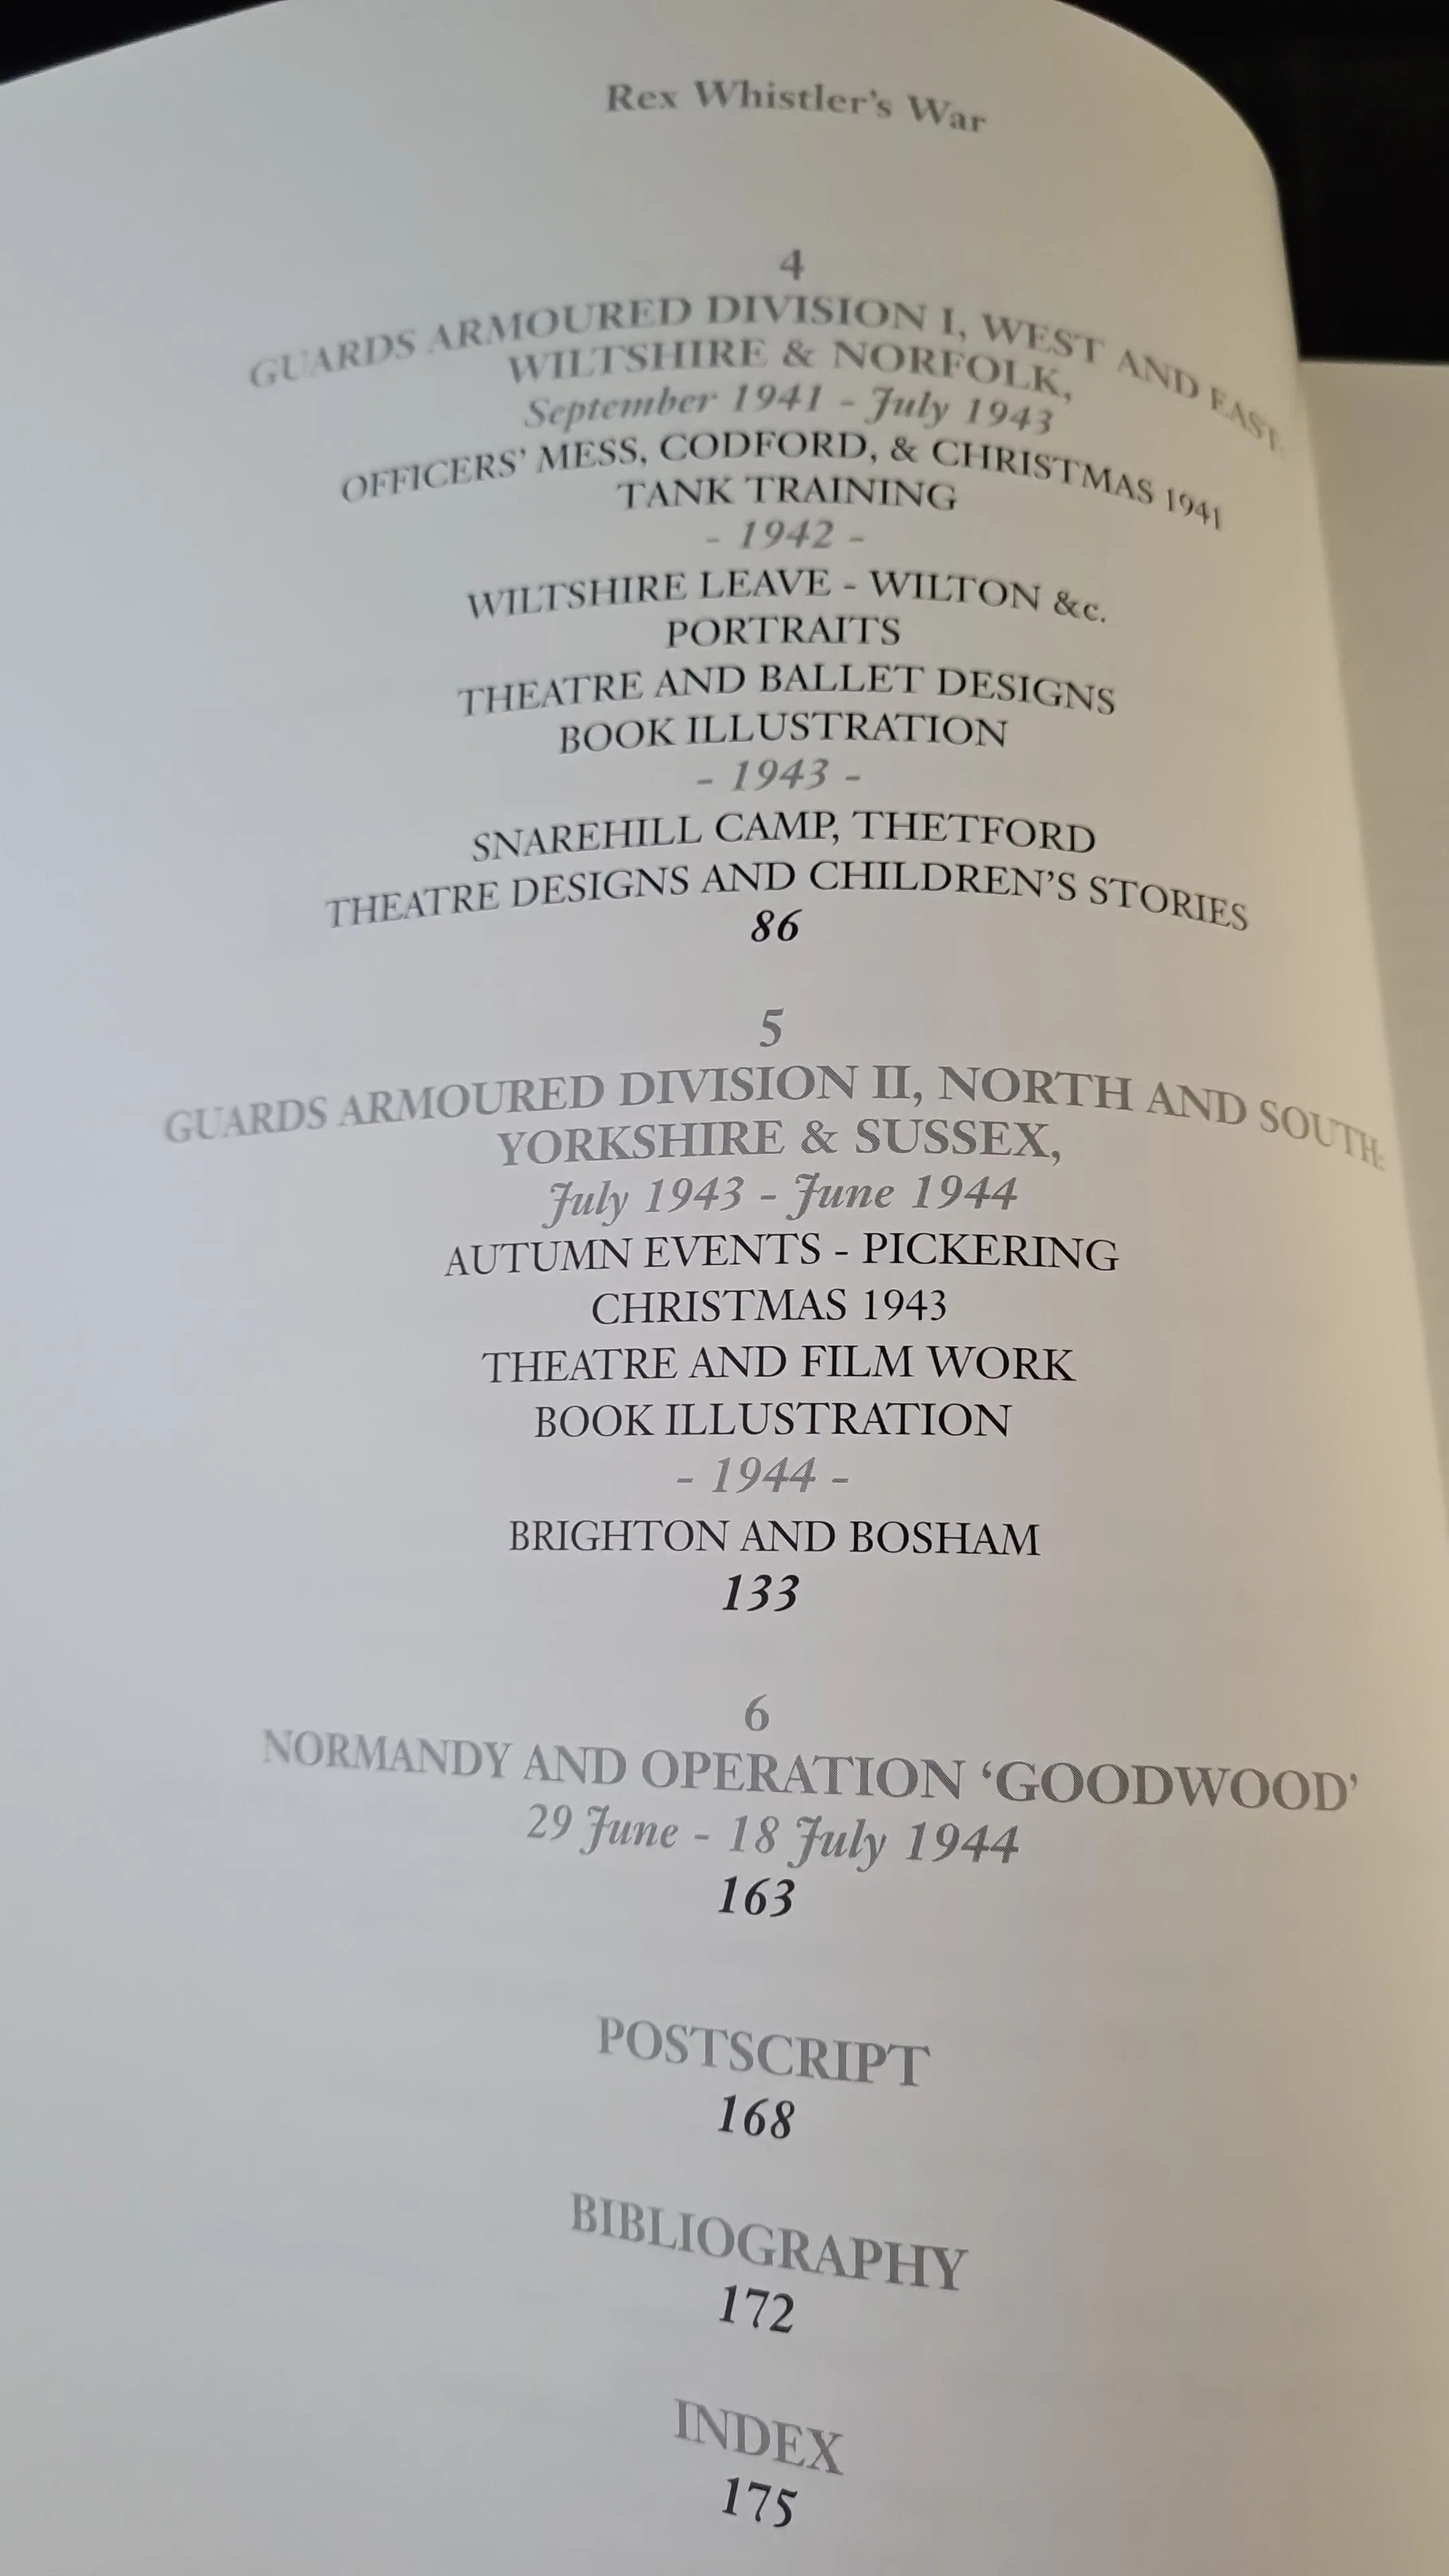 Rex Whistler's War
4
GUARDS ARMOURED DIVISION I, WEST AND EAST:
WILTSHIRE & NORFOLK,
September 1941 - July 1943
OFFICERS' MESS, CODFORD, & CHRISTMAS 1941
TANK TRAINING
- 1942 -
WILTSHIRE LEAVE - WILTON &c.
PORTRAITS
THEATRE AND BALLET DESIGNS
BOOK ILLUSTRATION
- 1943 -
SNAREHILL CAMP, THETFORD
THEATRE DESIGNS AND CHILDREN'S STORIES
86
5
GUARDS ARMOURED DIVISION II, NORTH AND SOUTH:
YORKSHIRE & SUSSEX,
July 1943 - June 1944
AUTUMN EVENTS - PICKERING
CHRISTMAS 1943
THEATRE AND FILM WORK
BOOK ILLUSTRATION
- 1944 -
BRIGHTON AND BOSHAM
133
6
NORMANDY AND OPERATION ‘GOODWOOD’
29 June - 18 July 1944
163
POSTSCRIPT
168
BIBLIOGRAPHY
172
INDEX
175